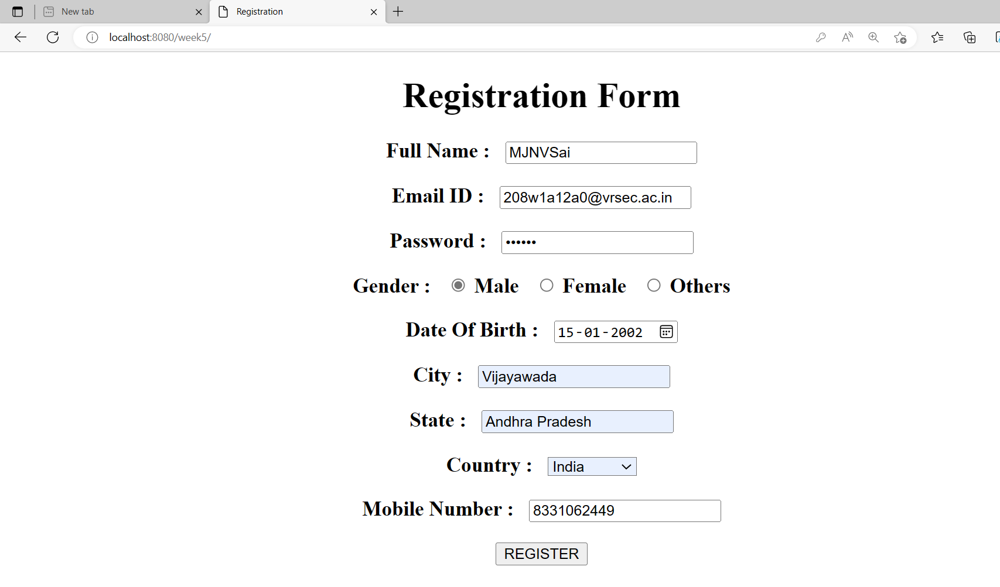 New tab
Registration
localhost:8080/week5/
Registration Form
Full Name : MJNVSai
Email ID : 208w1a12a0@vrsec.ac.in
Password : ••••••
Gender : Male Female Others
Date Of Birth : 15-01-2002
City : Vijayawada
State : Andhra Pradesh
Country : India
Mobile Number : 8331062449
REGISTER